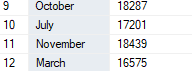 9 October 18287
10 July 17201
11 November 18439
12 March 16575